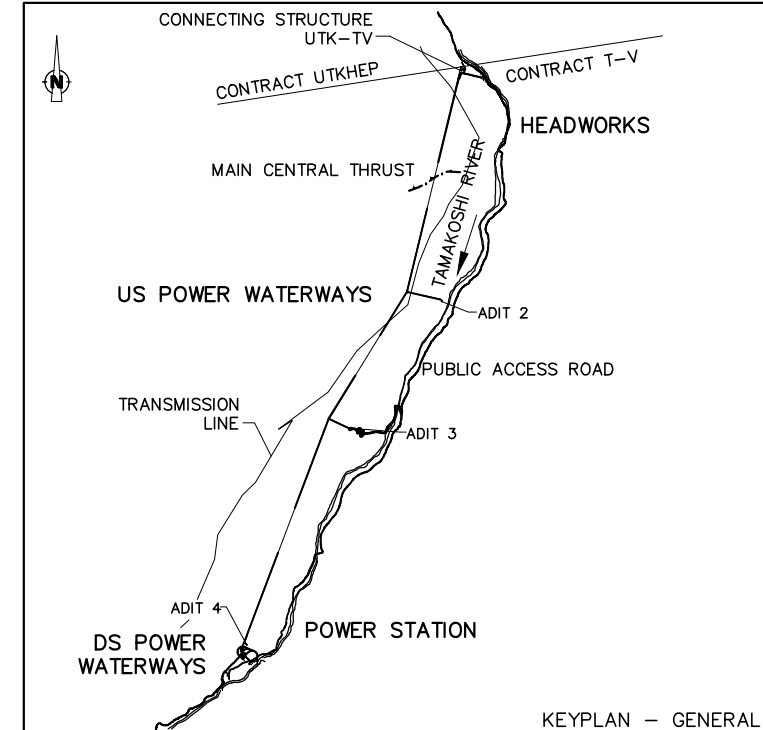 CONNECTING STRUCTURE
UTK-TV
N
CONTRACT UTKHEP
CONTRACT T-V
HEADWORKS
MAIN CENTRAL THRUST
TAMAKOSHI RIVER
US POWER WATERWAYS
ADIT 2
PUBLIC ACCESS ROAD
TRANSMISSION
LINE
ADIT 3
ADIT 4
POWER STATION
DS POWER
WATERWAYS
KEYPLAN – GENERAL